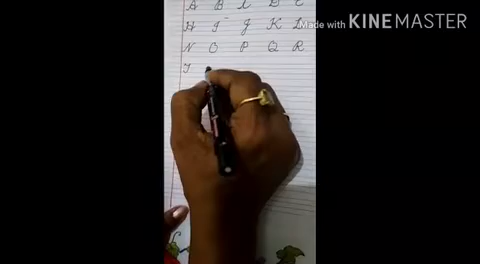 A B C D E
H I J K L
Made with KINEMASTER
N O P Q R
T